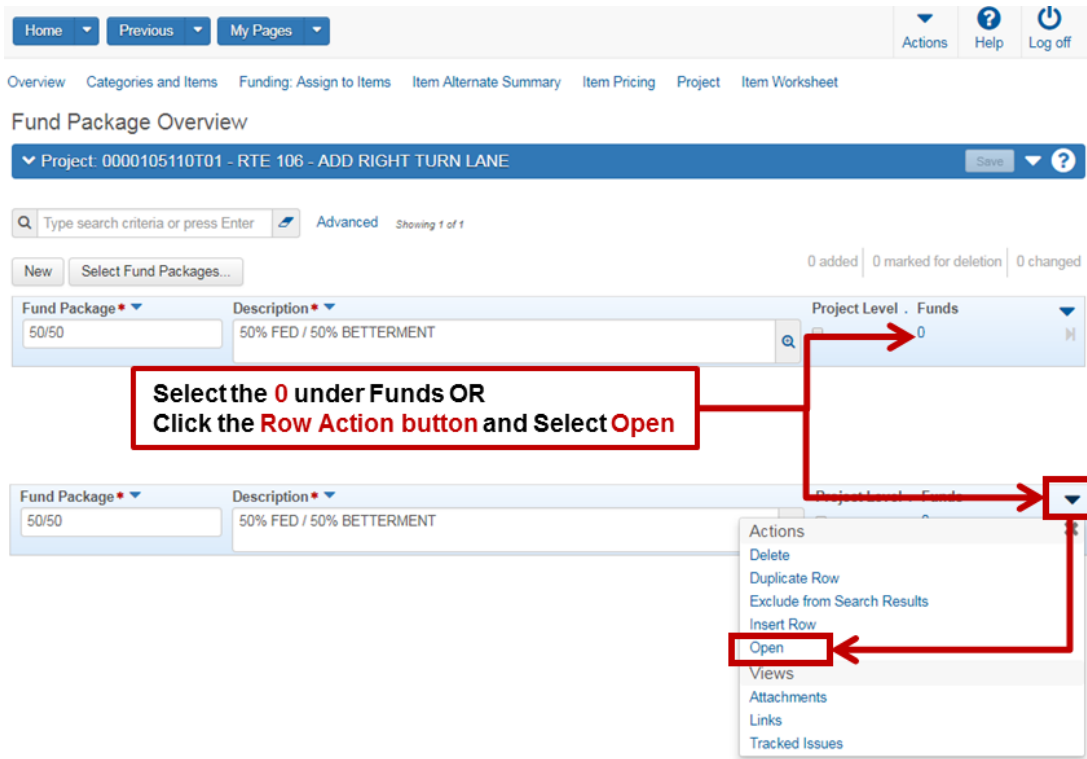 Home Previous My Pages Actions Help Log off
Overview Categories and Items Funding: Assign to Items Item Alternate Summary Item Pricing Project Item Worksheet
Fund Package Overview
Project: 0000105110T01 - RTE 106 - ADD RIGHT TURN LANE Save ?
Type search criteria or press Enter Advanced Showing 1 of 1
New Select Fund Packages... 0 added 0 marked for deletion 0 changed
Fund Package* Description* Project Level . Funds
50/50 50% FED / 50% BETTERMENT 0
Select the 0 under Funds OR
Click the Row Action button and Select Open
Fund Package* Description* Project Level . Funds
50/50 50% FED / 50% BETTERMENT
Actions
Delete
Duplicate Row
Exclude from Search Results
Insert Row
Open
Views
Attachments
Links
Tracked Issues